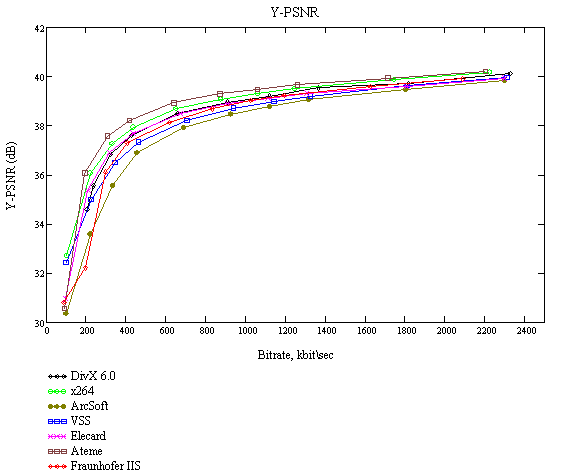 Y-PSNR
42
40
38
36
34
32
30
Y-PSNR, (dB)
0 200 400 600 800 1000 1200 1400 1600 1800 2000 2200 2400
Bitrate, kbit\sec
DivX 6.0
x264
ArcSoft
VSS
Elecard
Ateme
Fraunhofer IIS